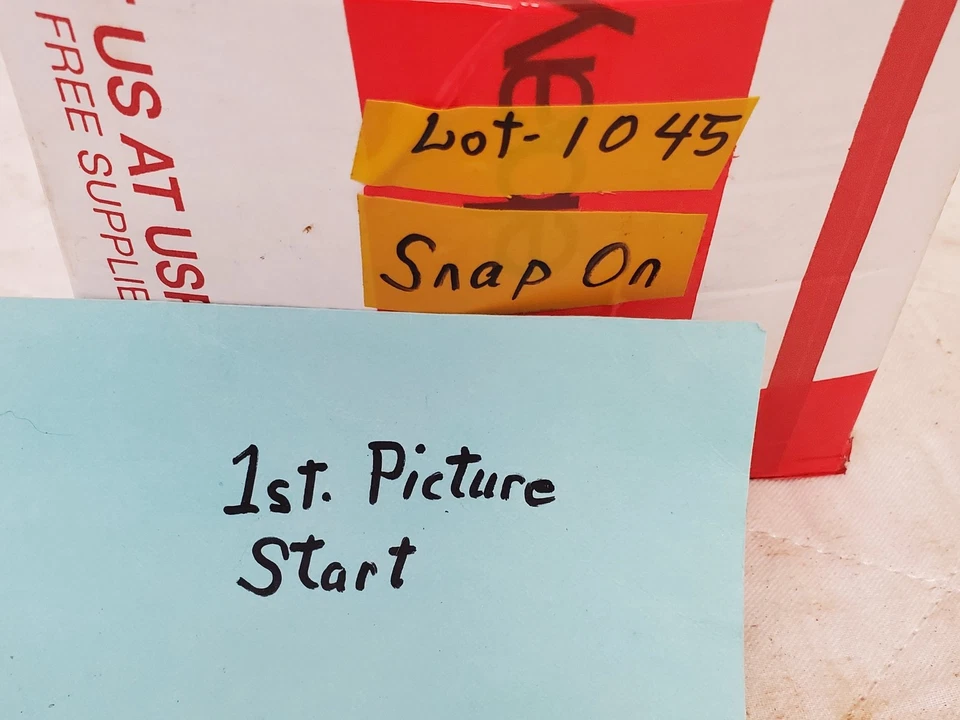 US AT USP
FREE SUPPLIE
Lot-1045
Snap On
1st. Picture
Start